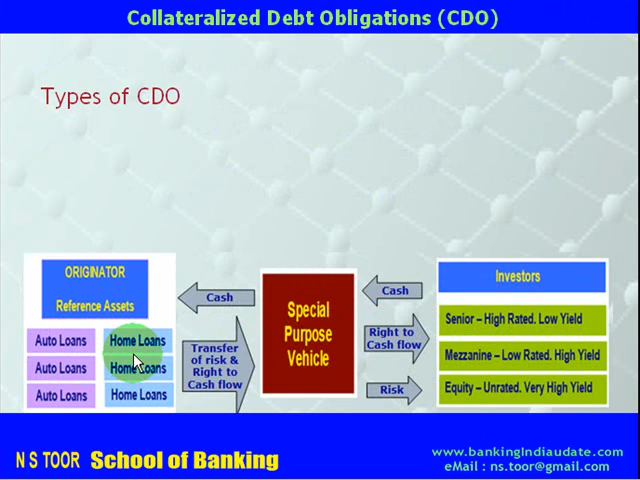 Collateralized Debt Obligations (CDO)
Types of CDO
ORIGINATOR
Reference Assets
Auto Loans
Home Loans
Auto Loans
Home Loans
Auto Loans
Home Loans
Cash
Transfer
of risk &
Right to
Cash flow
Special
Purpose
Vehicle
Cash
Right to
Cash flow
Risk
Investors
Senior – High Rated. Low Yield
Mezzanine – Low Rated. High Yield
Equity – Unrated. Very High Yield
N S TOOR School of Banking
www.bankingIndiaudate.com
eMail : ns.toor@gmail.com